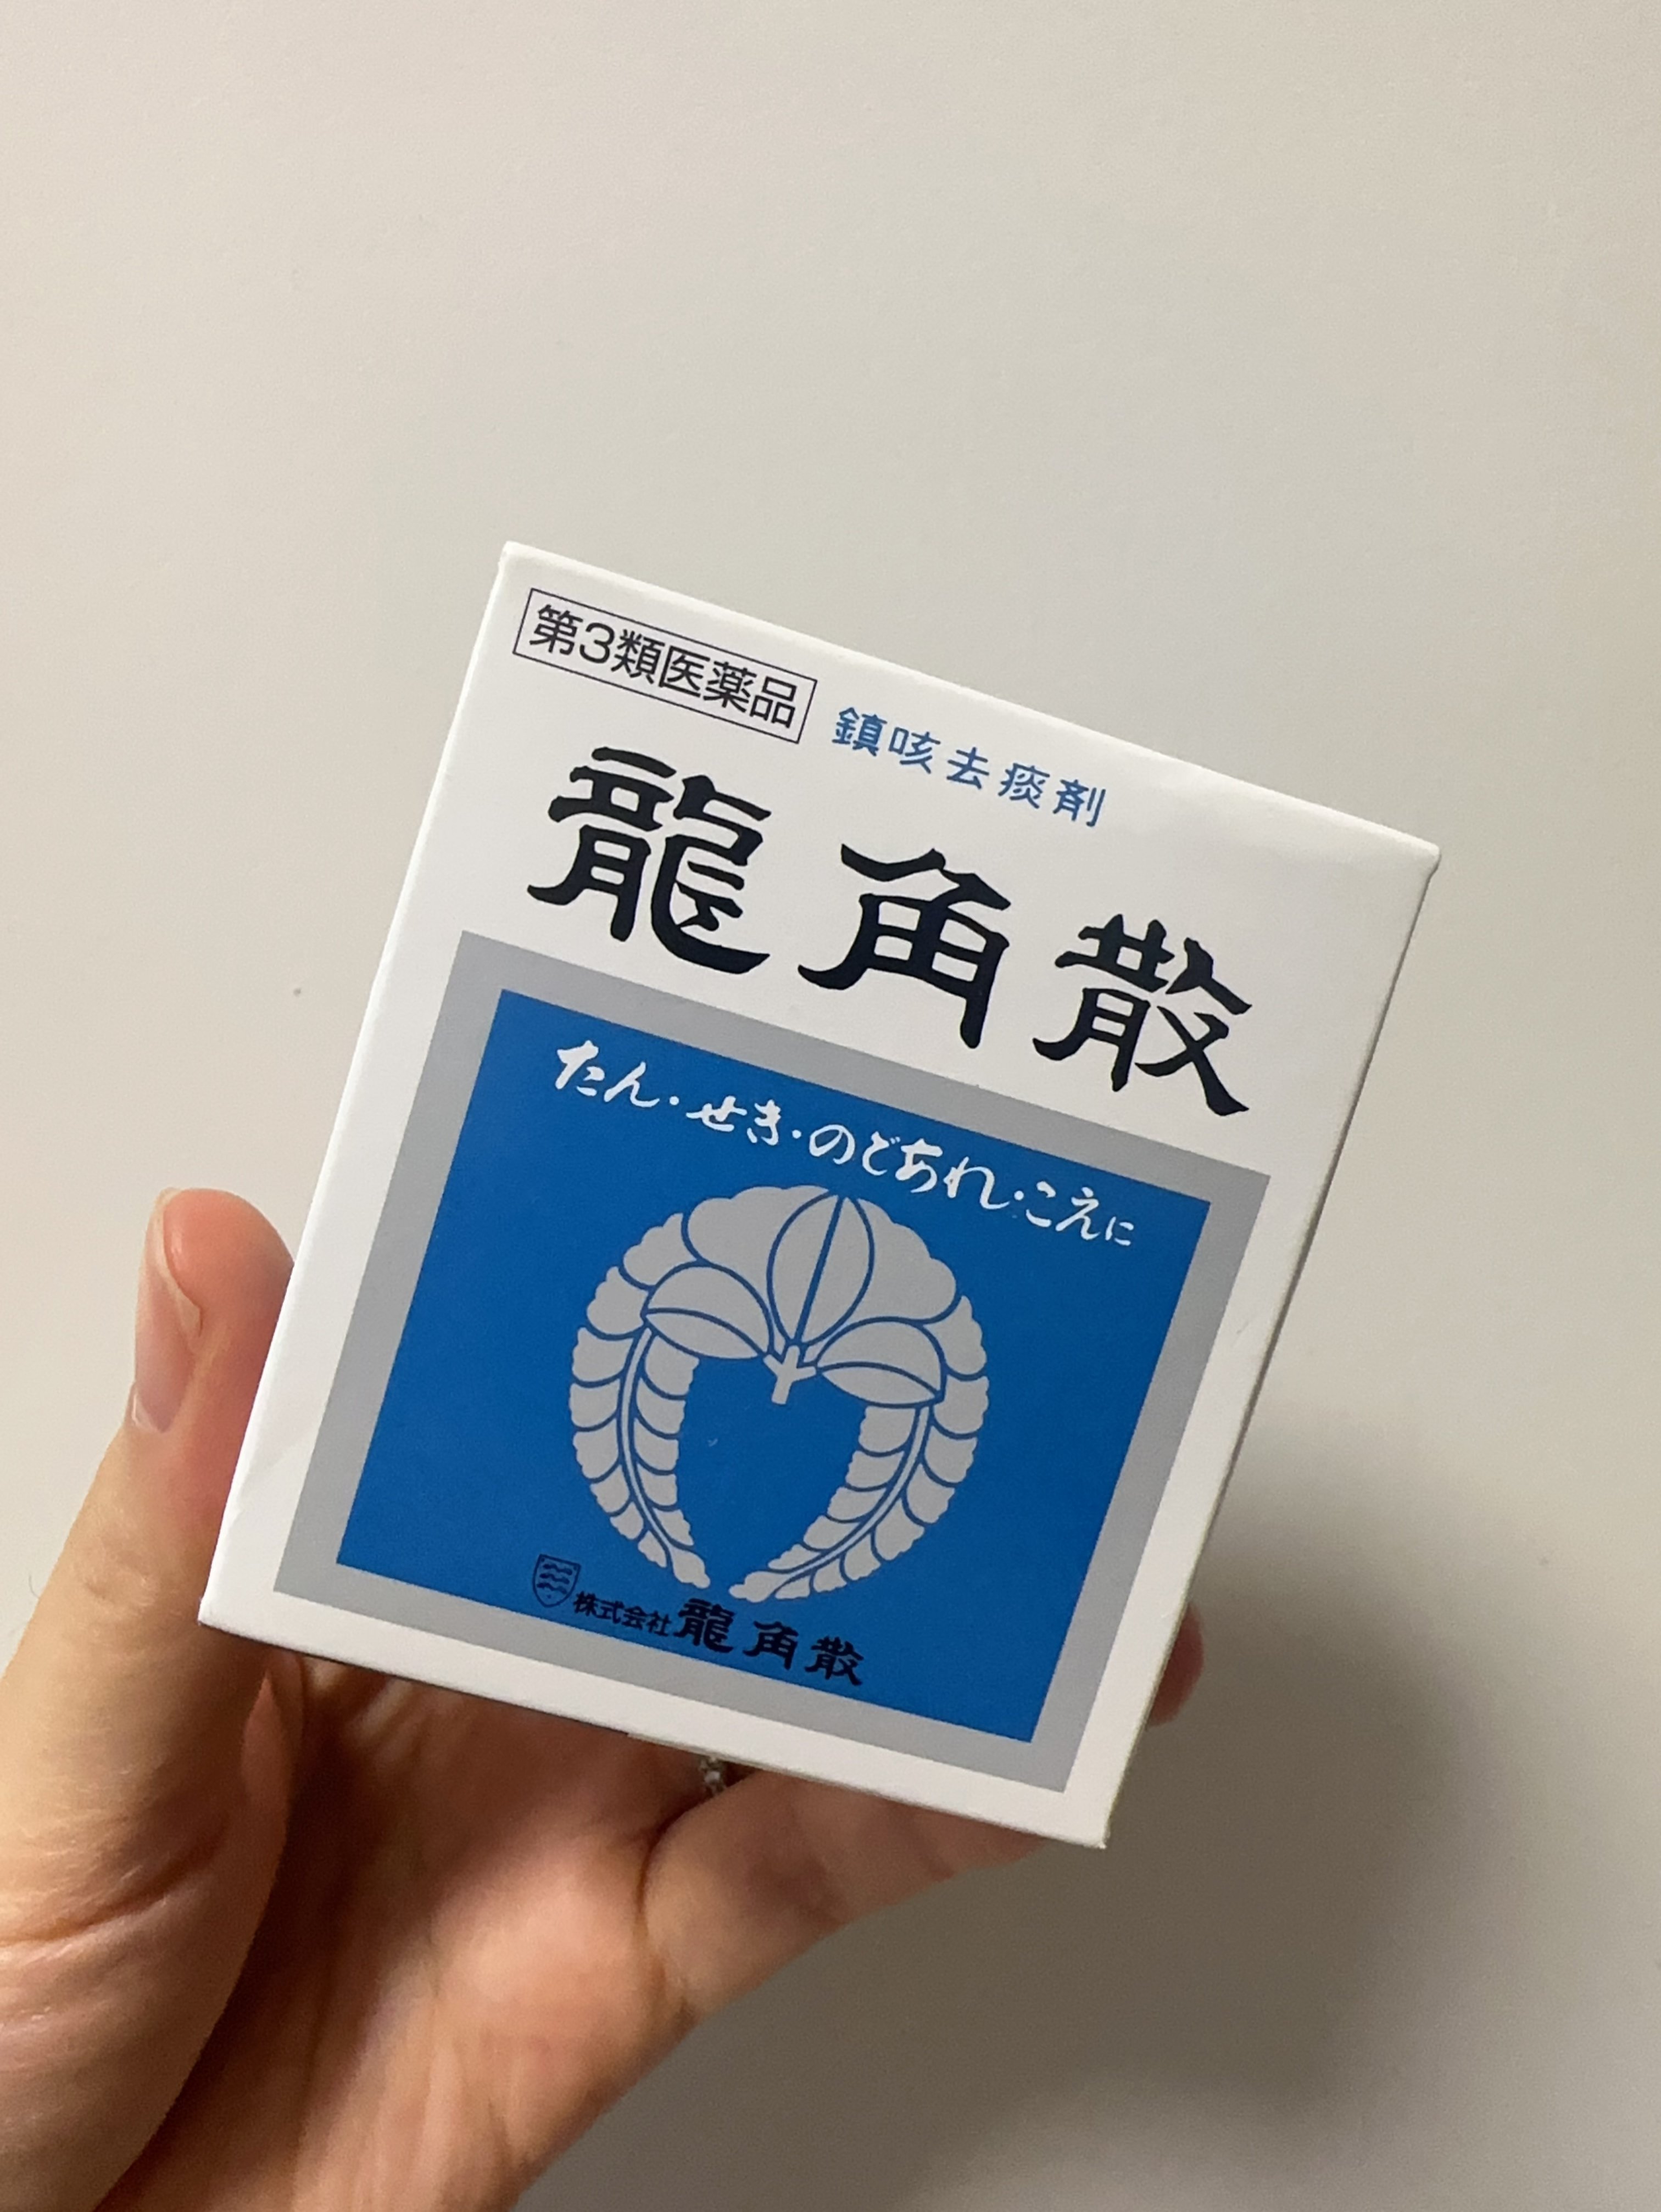 第3類医薬品 鎮咳去痰剤
龍角散
たん・せき・のどあれ・こえに
株式会社龍角散